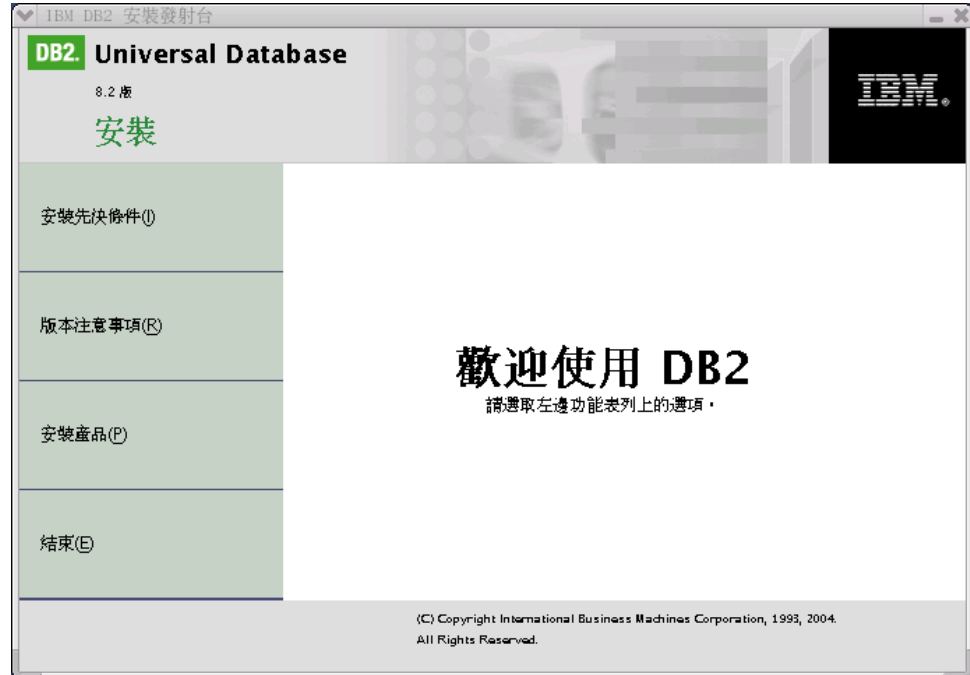 IBM DB2 安裝發射台
DB2. Universal Database
IBM.
8.2 版
安裝
安裝先決條件(I)
版本注意事項(R)
歡迎使用 DB2
請選取左邊功能表列上的選項。
安裝產品(P)
結束(E)
(C) Copyright International Business Machines Corporation, 1993, 2004.
All Rights Reserved.